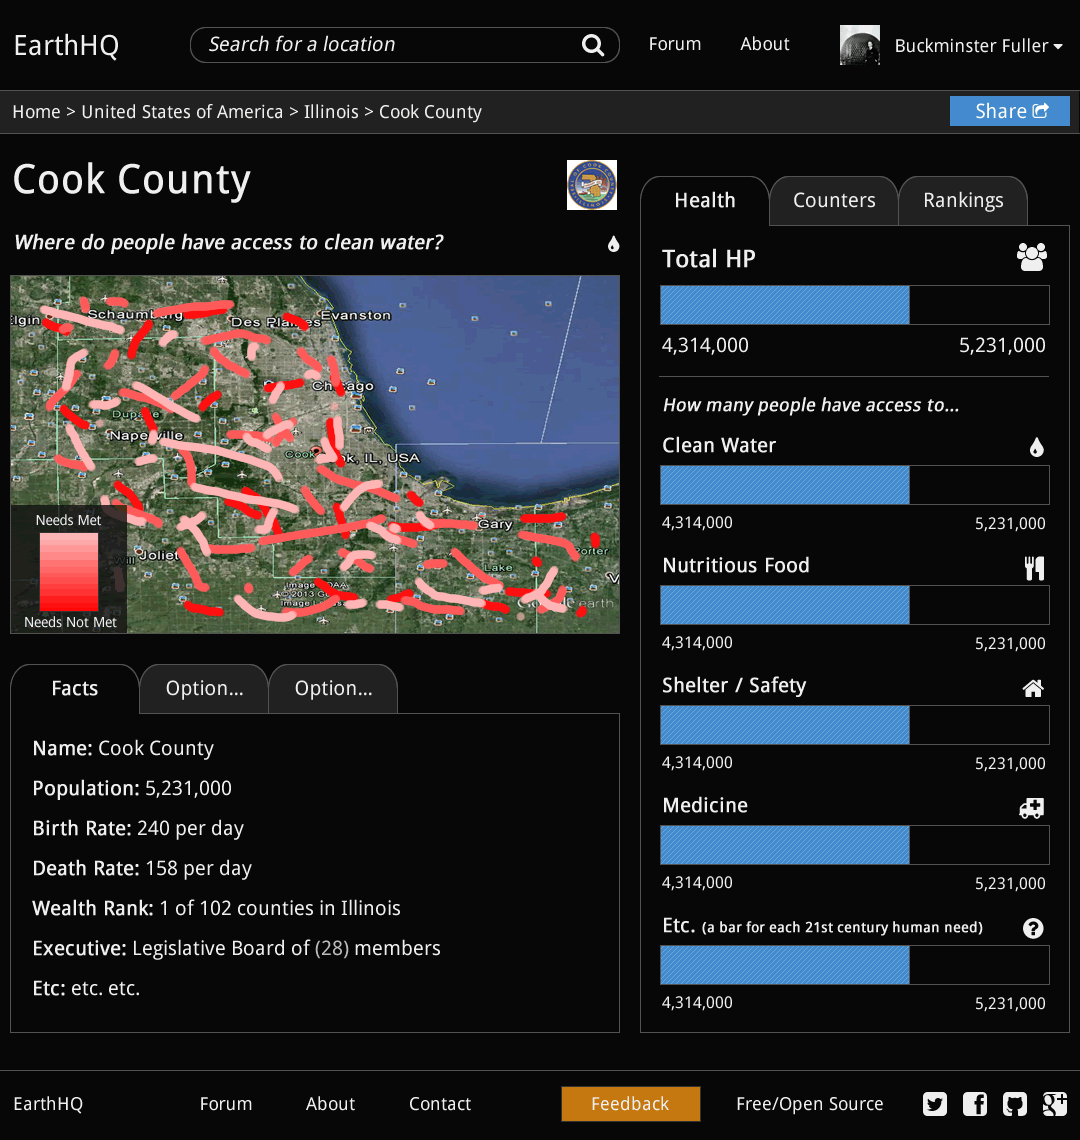 EarthHQ
Search for a location
Forum
About
Buckminster Fuller
Home > United States of America > Illinois > Cook County
Share
Cook County
Where do people have access to clean water?
Elgin
Schaumburg
Des Plaines
Evanston
Chicago
Dupage
Naperville
Cook
IL, USA
Gary
Joliet
Will
Porter
Lake
© 2013
Google earth
Needs Met
Needs Not Met
Facts
Option...
Option...
Name: Cook County
Population: 5,231,000
Birth Rate: 240 per day
Death Rate: 158 per day
Wealth Rank: 1 of 102 counties in Illinois
Executive: Legislative Board of (28) members
Etc: etc. etc.
Health
Counters
Rankings
Total HP
4,314,000
5,231,000
How many people have access to...
Clean Water
4,314,000
5,231,000
Nutritious Food
4,314,000
5,231,000
Shelter / Safety
4,314,000
5,231,000
Medicine
4,314,000
5,231,000
Etc. (a bar for each 21st century human need)
4,314,000
5,231,000
EarthHQ
Forum
About
Contact
Feedback
Free/Open Source